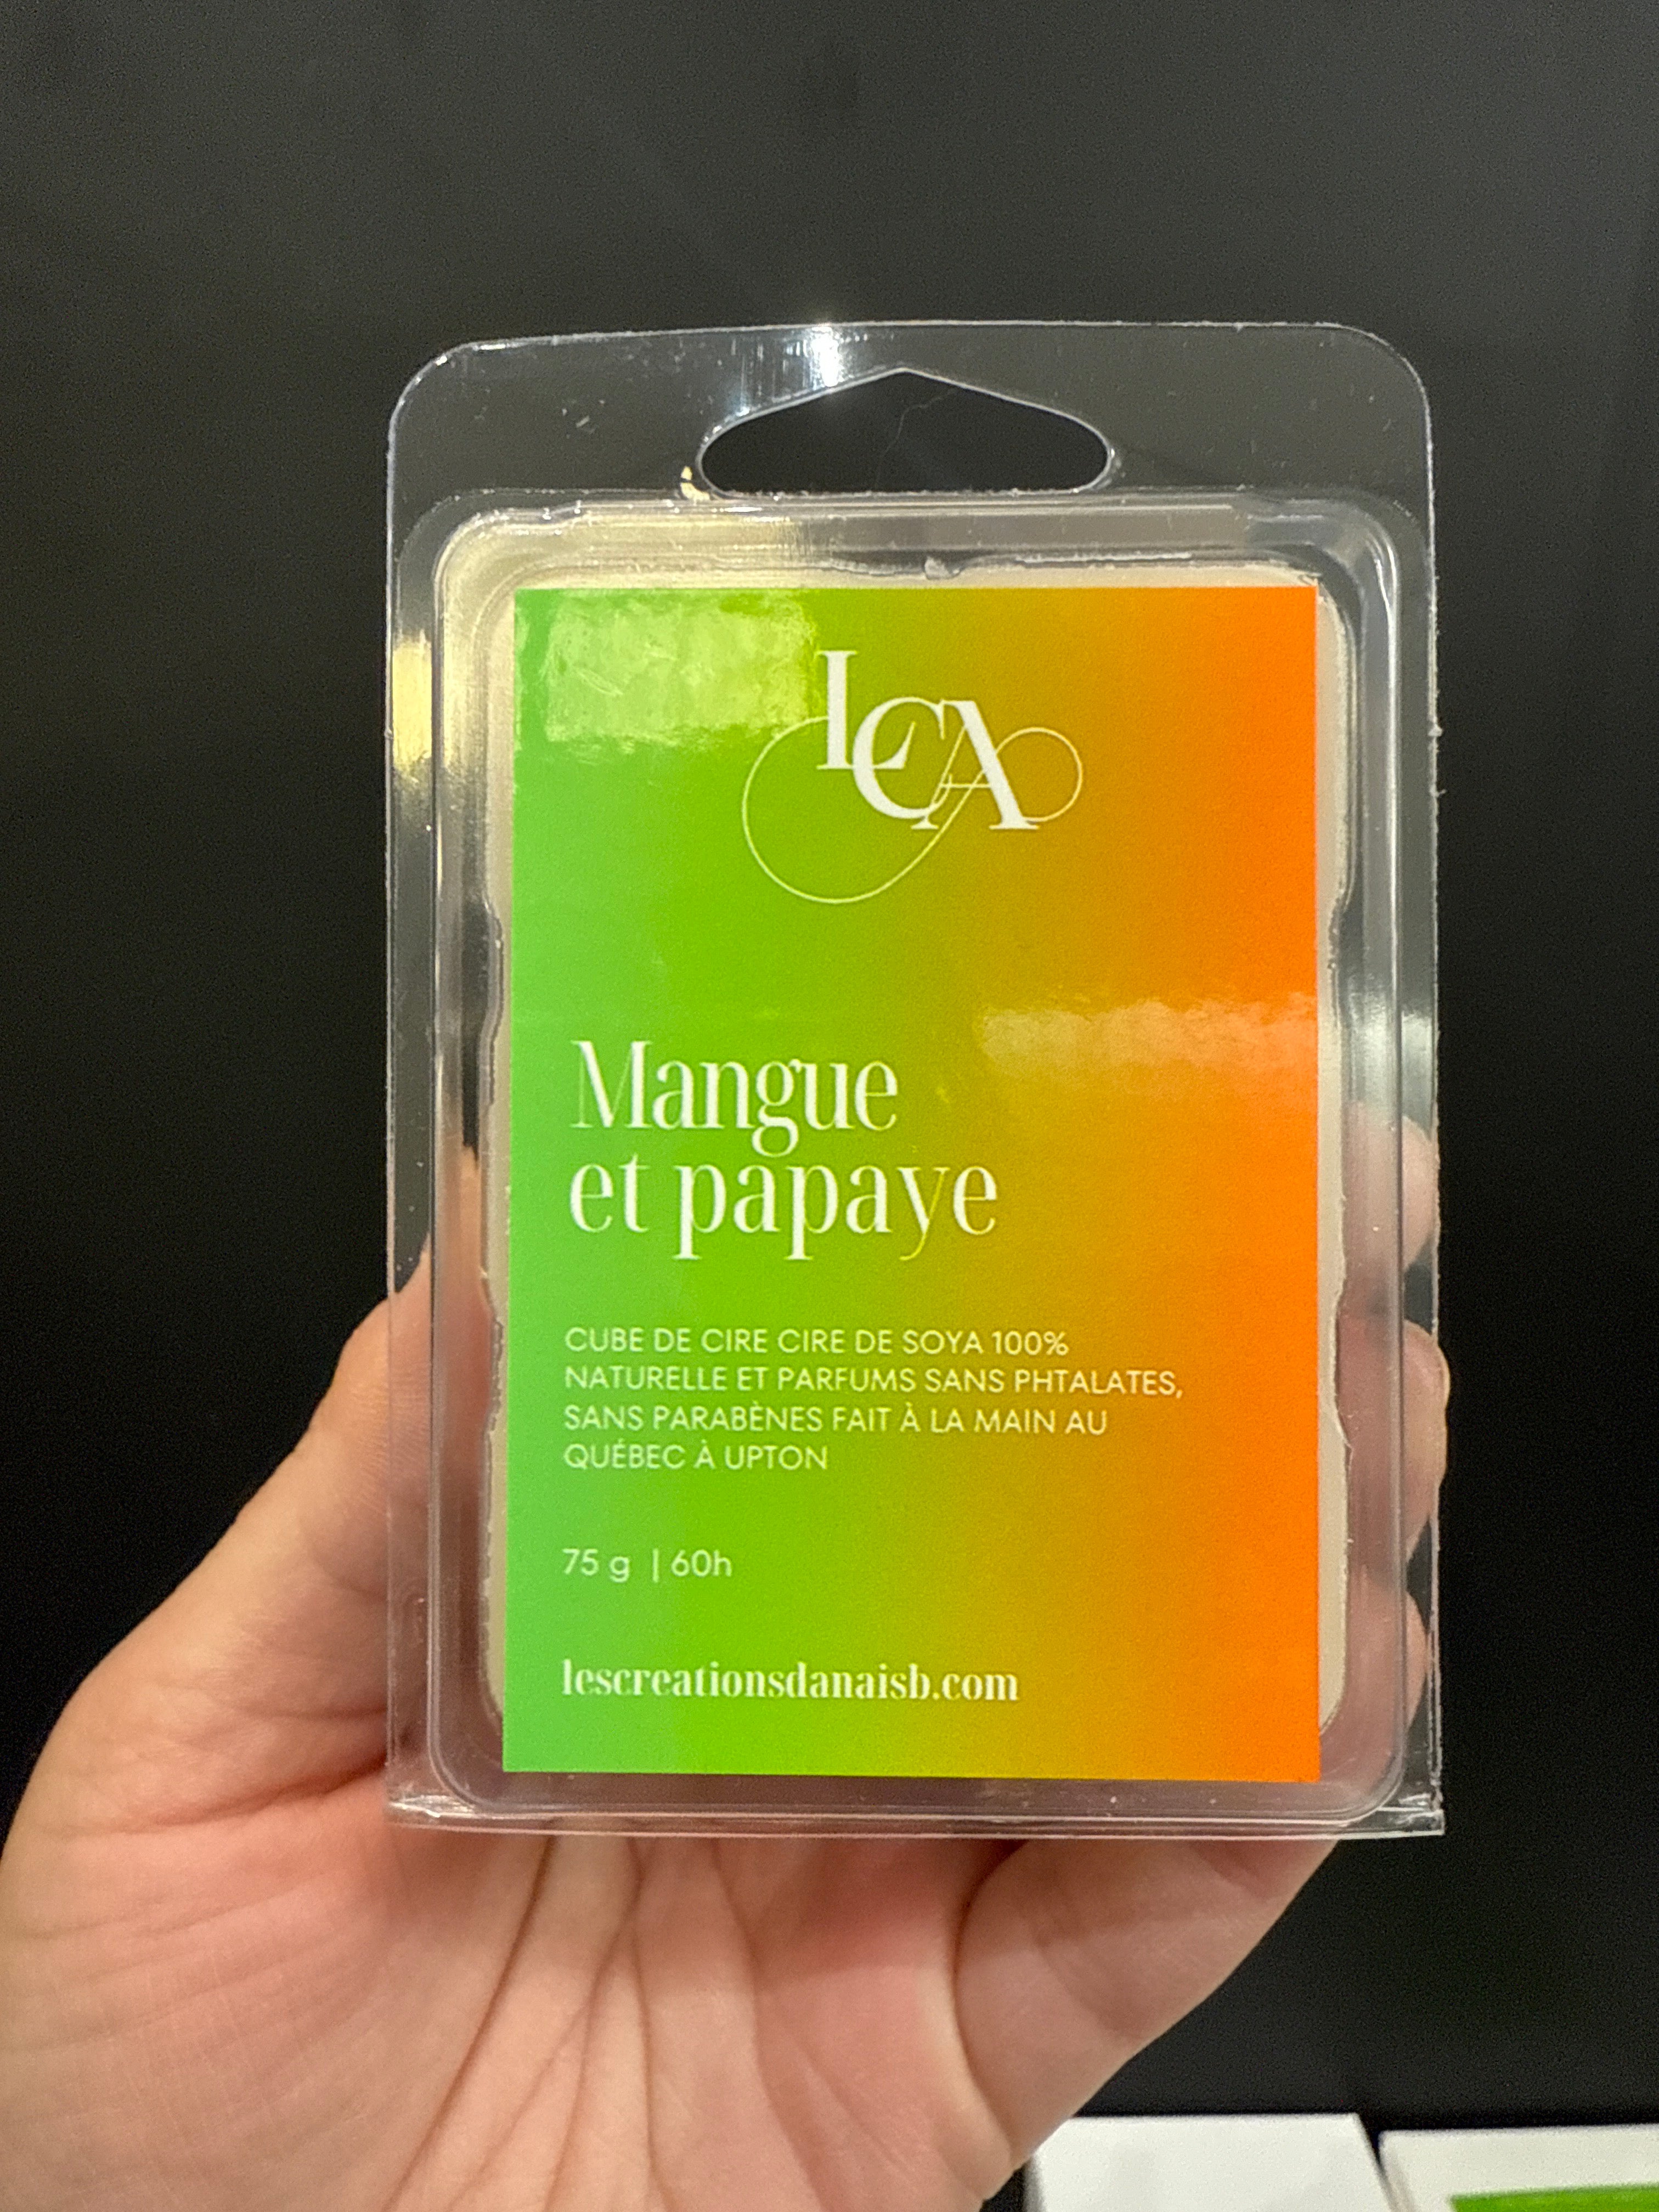 LCA
Mangue
et papaye
CUBE DE CIRE CIRE DE SOYA 100%
NATURELLE ET PARFUMS SANS PHTALATES,
SANS PARABÈNES FAIT À LA MAIN AU
QUÉBEC À UPTON
75 g | 60h
lescreationsdanaisb.com